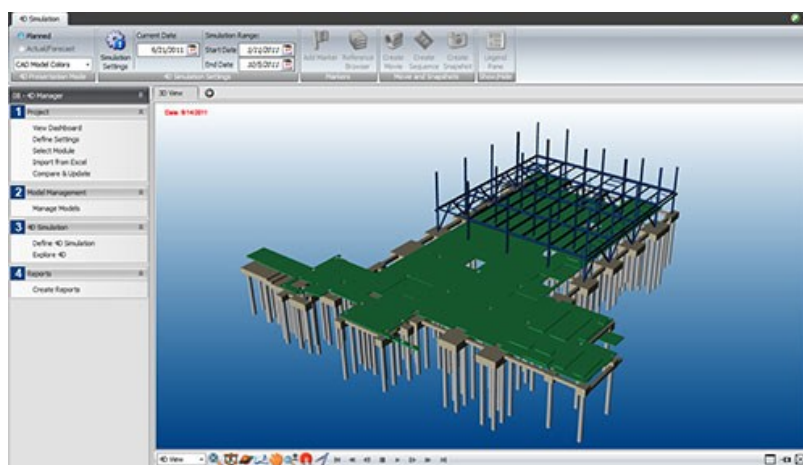 4D Simulation
Planned
Actual/Forecast
CAD Model Colors
4D Presentation Mode
Simulation Settings
Current Date:
6/21/2011
Simulation Range:
Start Date
End Date
10/5/2011
4D Simulation Settings
Add Marker
Reference Browser
Markers
Create Movie
Create Sequence
Create Snapshot
Movie and Snapshots
Legend Pane
Show/Hide
08 - 4D Manager
1 Project
View Dashboard
Define Settings
Select Module
Import from Excel
Compare & Update
2 Model Management
Manage Models
3 4D Simulation
Define 4D Simulation
Explore 4D
4 Reports
Create Reports
3D View
Date: 6/14/2011
4D View